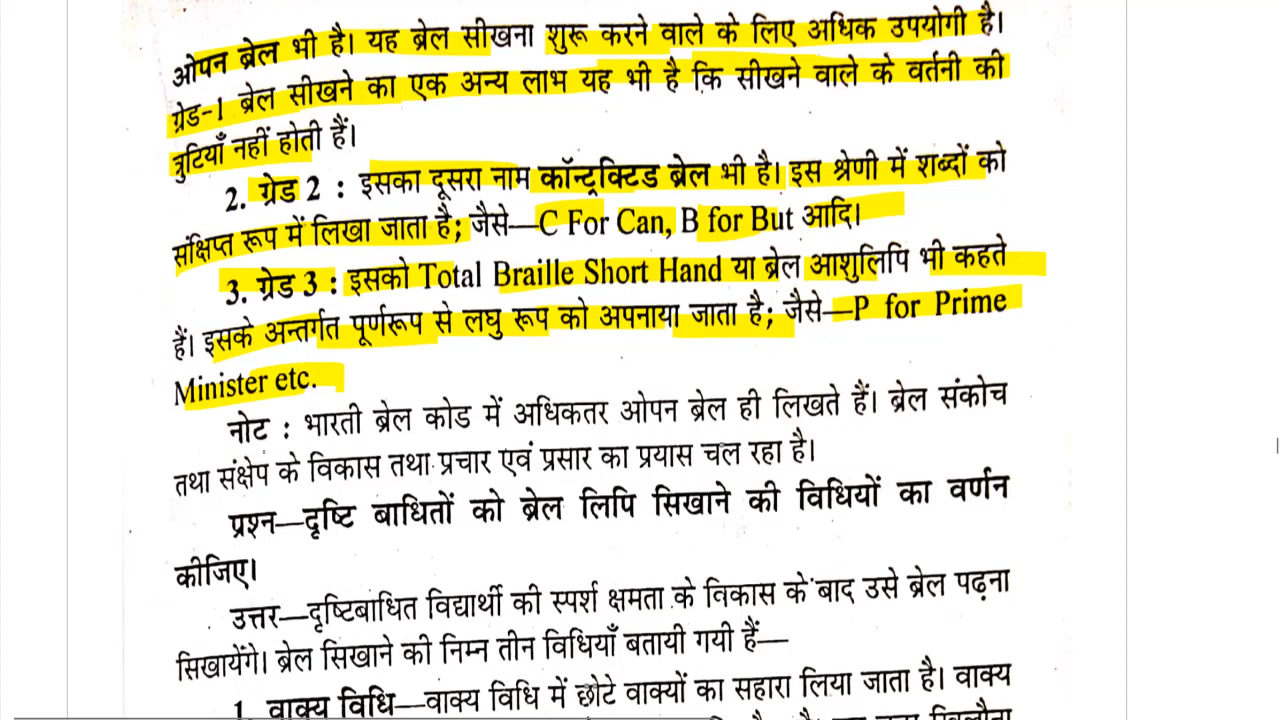 ओपन ब्रेल भी है। यह ब्रेल सीखना शुरू करने वाले के लिए अधिक उपयोगी है।
ग्रेड-1 ब्रेल सीखने का एक अन्य लाभ यह भी है कि सीखने वाले के वर्तनी की
त्रुटियाँ नहीं होती हैं।
2. ग्रेड 2 : इसका दूसरा नाम कॉन्ट्रक्टिड ब्रेल भी है। इस श्रेणी में शब्दों को
संक्षिप्त रूप में लिखा जाता है; जैसे—C For Can, B for But आदि।
3. ग्रेड 3 : इसको Total Braille Short Hand या ब्रेल आशुलिपि भी कहते
हैं। इसके अन्तर्गत पूर्णरूप से लघु रूप को अपनाया जाता है; जैसे—P for Prime
Minister etc.
नोट : भारती ब्रेल कोड में अधिकतर ओपन ब्रेल ही लिखते हैं। ब्रेल संकोच
तथा संक्षेप के विकास तथा प्रचार एवं प्रसार का प्रयास चल रहा है।
प्रश्न—दृष्टि बाधितों को ब्रेल लिपि सिखाने की विधियों का वर्णन
कीजिए।
उत्तर—दृष्टिबाधित विद्यार्थी की स्पर्श क्षमता के विकास के बाद उसे ब्रेल पढ़ना
सिखायेंगे। ब्रेल सिखाने की निम्न तीन विधियाँ बतायी गयी हैं—
1. वाक्य विधि—वाक्य विधि में छोटे वाक्यों का सहारा लिया जाता है। वाक्य